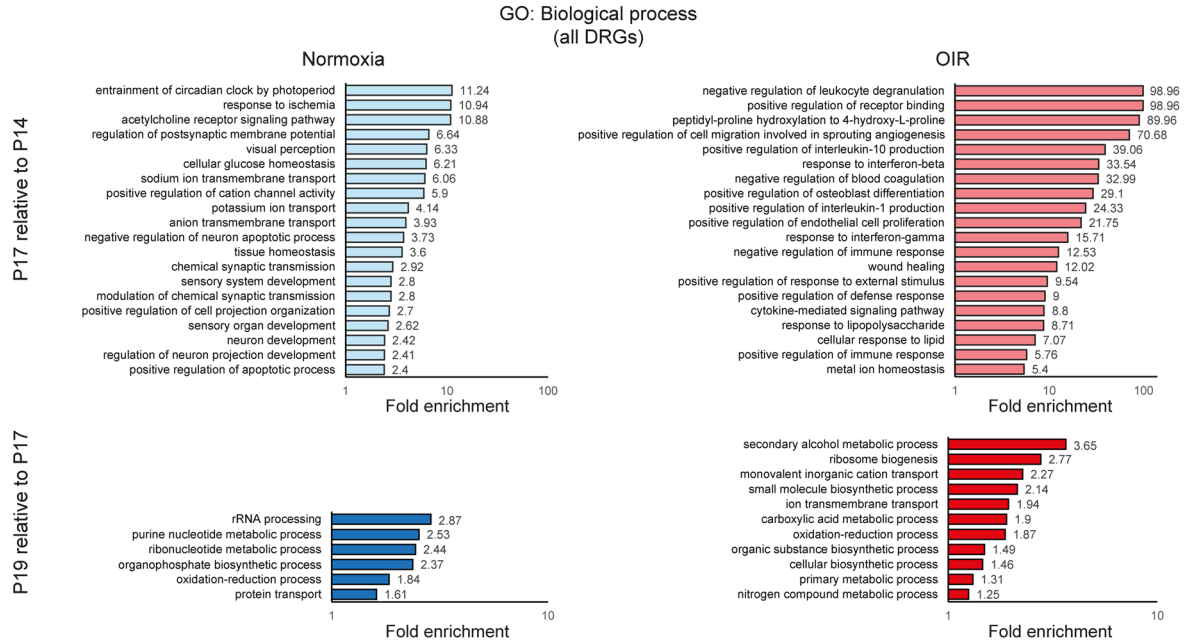 GO: Biological process
(all DRGs)
Normoxia
OIR
P17 relative to P14
entrainment of circadian clock by photoperiod 11.24
response to ischemia 10.94
acetylcholine receptor signaling pathway 10.88
regulation of postsynaptic membrane potential 6.64
visual perception 6.33
cellular glucose homeostasis 6.21
sodium ion transmembrane transport 6.06
positive regulation of cation channel activity 5.9
potassium ion transport 4.14
anion transmembrane transport 3.93
negative regulation of neuron apoptotic process 3.73
tissue homeostasis 3.6
chemical synaptic transmission 2.92
sensory system development 2.8
modulation of chemical synaptic transmission 2.8
positive regulation of cell projection organization 2.7
sensory organ development 2.62
neuron development 2.42
regulation of neuron projection development 2.41
positive regulation of apoptotic process 2.4
1 10 100
Fold enrichment
negative regulation of leukocyte degranulation 98.96
positive regulation of receptor binding 98.96
peptidyl-proline hydroxylation to 4-hydroxy-L-proline 89.96
positive regulation of cell migration involved in sprouting angiogenesis 70.68
positive regulation of interleukin-10 production 39.06
response to interferon-beta 33.54
negative regulation of blood coagulation 32.99
positive regulation of osteoblast differentiation 29.1
positive regulation of interleukin-1 production 24.33
positive regulation of endothelial cell proliferation 21.75
response to interferon-gamma 15.71
negative regulation of immune response 12.53
wound healing 12.02
positive regulation of response to external stimulus 9.54
positive regulation of defense response 9
cytokine-mediated signaling pathway 8.8
response to lipopolysaccharide 8.71
cellular response to lipid 7.07
positive regulation of immune response 5.76
metal ion homeostasis 5.4
1 10 100
Fold enrichment
P19 relative to P17
rRNA processing 2.87
purine nucleotide metabolic process 2.53
ribonucleotide metabolic process 2.44
organophosphate biosynthetic process 2.37
oxidation-reduction process 1.84
protein transport 1.61
1 10
Fold enrichment
secondary alcohol metabolic process 3.65
ribosome biogenesis 2.77
monovalent inorganic cation transport 2.27
small molecule biosynthetic process 2.14
ion transmembrane transport 1.94
carboxylic acid metabolic process 1.9
oxidation-reduction process 1.87
organic substance biosynthetic process 1.49
cellular biosynthetic process 1.46
primary metabolic process 1.31
nitrogen compound metabolic process 1.25
1 10
Fold enrichment